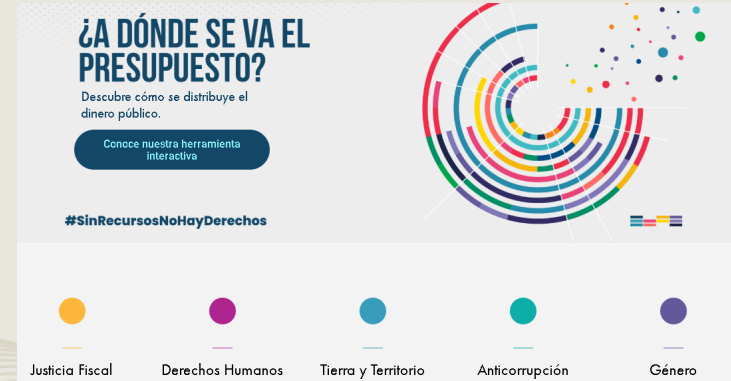 ¿A DÓNDE SE VA EL
PRESUPUESTO?
Descubre cómo se distribuye el
dinero público.
Conoce nuestra herramienta
interactiva
#SinRecursosNoHayDerechos
Justicia Fiscal
Derechos Humanos
Tierra y Territorio
Anticorrupción
Género